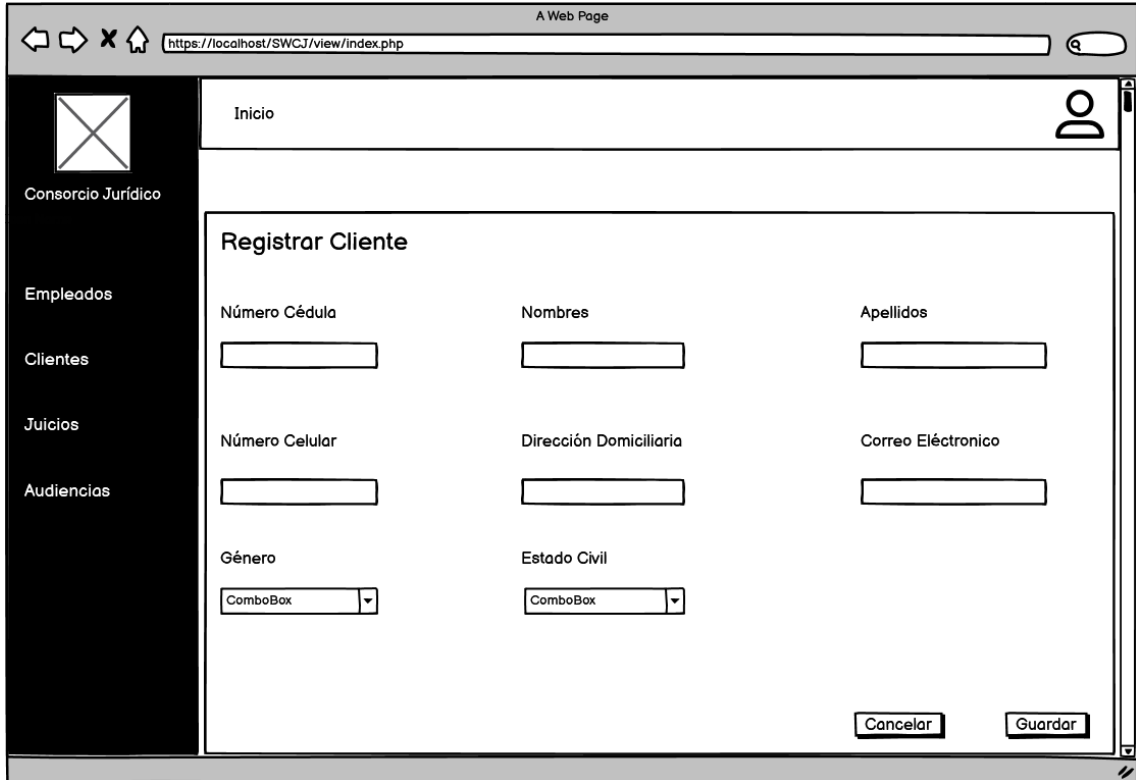 A Web Page
https://localhost/SWCJ/view/index.php
Inicio
Consorcio Jurídico
Empleados
Clientes
Juicios
Audiencias
Registrar Cliente
Número Cédula Nombres Apellidos
Número Celular Dirección Domiciliaria Correo Eléctronico
Género Estado Civil
ComboBox ComboBox
Cancelar Guardar